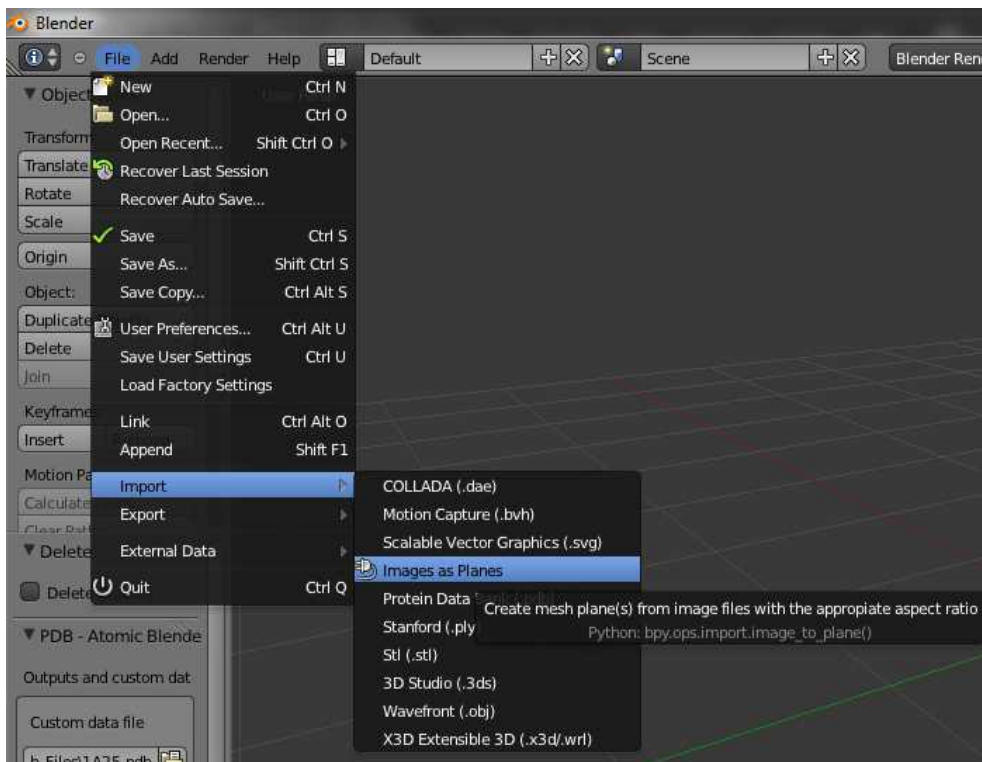 Blender
File Add Render Help Default Scene Blender Ren
New Ctrl N
Open... Ctrl O
Open Recent... Shift Ctrl O
Recover Last Session
Recover Auto Save...
Save Ctrl S
Save As... Shift Ctrl S
Save Copy... Ctrl Alt S
User Preferences... Ctrl Alt U
Save User Settings Ctrl U
Load Factory Settings
Link Ctrl Alt O
Append Shift F1
Import
Export
External Data
Quit Ctrl Q
COLLADA (.dae)
Motion Capture (.bvh)
Scalable Vector Graphics (.svg)
Images as Planes
Protein Data
Stanford (.ply
Stl (.stl)
3D Studio (.3ds)
Wavefront (.obj)
X3D Extensible 3D (.x3d/.wrl)
Create mesh plane(s) from image files with the appropiate aspect ratio
Python: bpy.ops.import.image_to_plane()
Object
Transform
Translate
Rotate
Scale
Origin
Object:
Duplicate
Delete
Join
Keyframe
Insert
Motion Pa
Calculate
Clear Pat
Delete
Delete
PDB - Atomic Blende
Outputs and custom dat
Custom data file